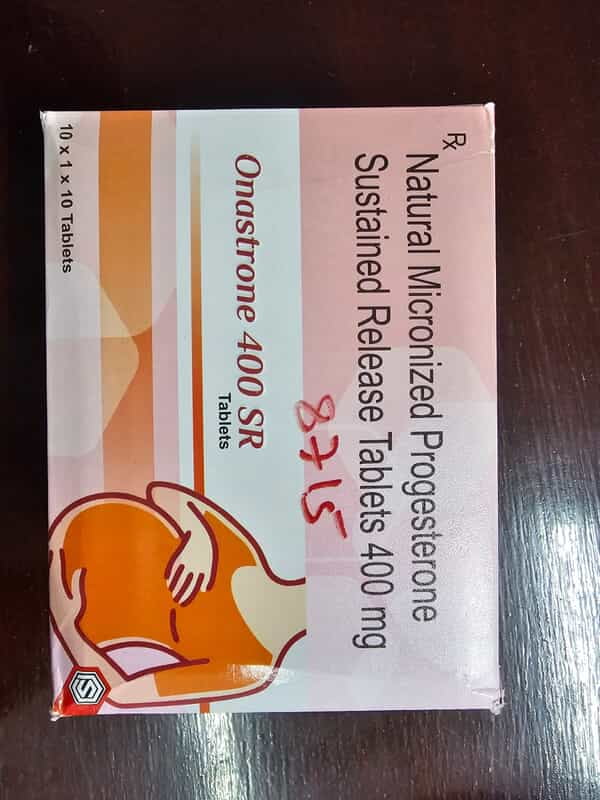 Rx
Natural Micronized Progesterone
Sustained Release Tablets 400 mg
8715
Onastrone 400 SR
Tablets
10 x 1 x 10 Tablets
S